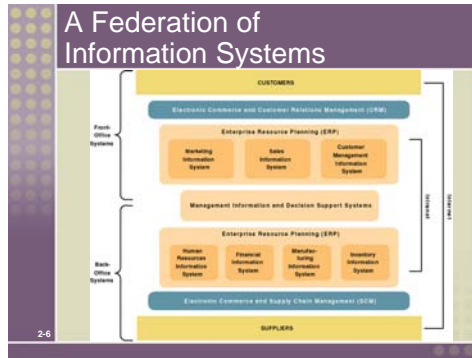 A Federation of
Information Systems
CUSTOMERS
Electronic Commerce and Customer Relations Management (CRM)
Front-
Office
Systems
Enterprise Resource Planning (ERP)
Marketing
Information
System
Sales
Information
System
Customer
Management
Information
System
Management Information and Decision Support Systems
Intranet
Internet
Back-
Office
Systems
Enterprise Resource Planning (ERP)
Human
Resources
Information
System
Financial
Information
System
Manufac-
turing
Information
System
Inventory
Information
System
Electronic Commerce and Supply Chain Management (SCM)
SUPPLIERS
2-6